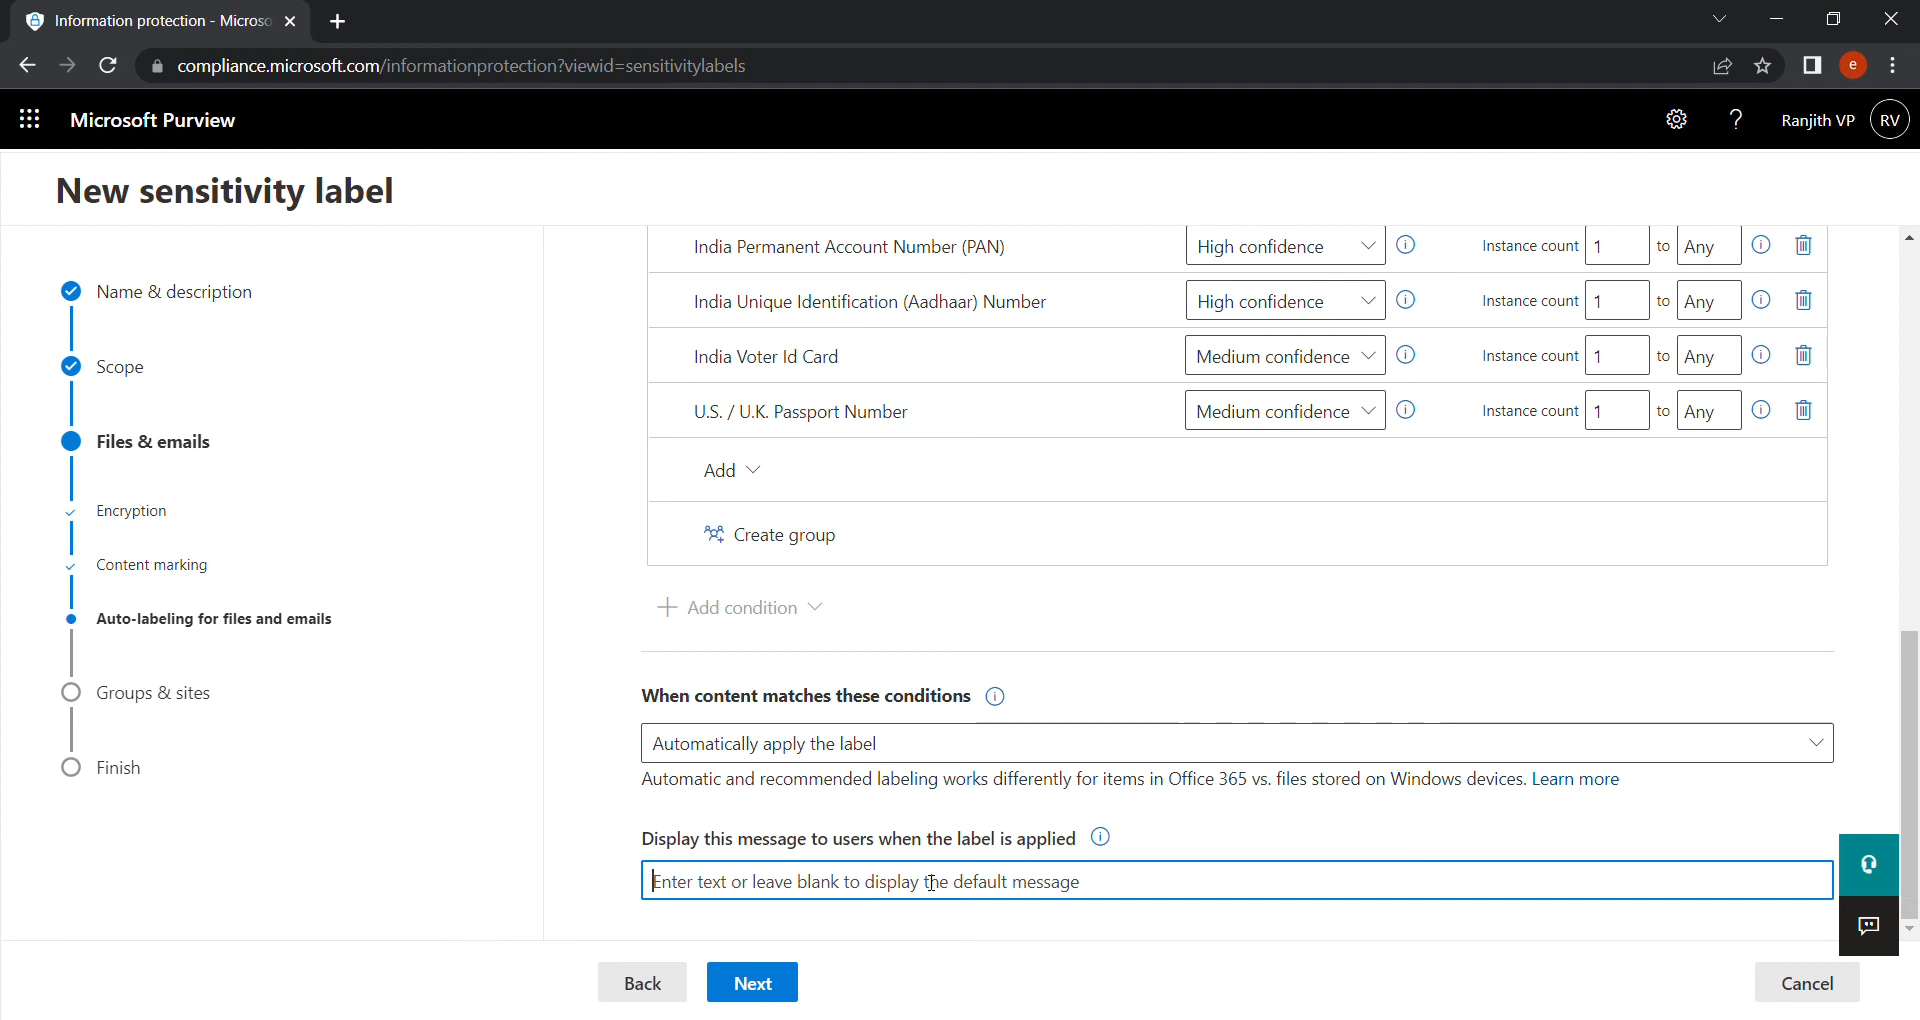 Information protection - Microso
compliance.microsoft.com/informationprotection?viewid=sensitivitylabels
e
Microsoft Purview
Ranjith VP RV
New sensitivity label
Name & description
Scope
Files & emails
Encryption
Content marking
Auto-labeling for files and emails
Groups & sites
Finish
India Permanent Account Number (PAN) High confidence Instance count 1 to Any
India Unique Identification (Aadhaar) Number High confidence Instance count 1 to Any
India Voter Id Card Medium confidence Instance count 1 to Any
U.S. / U.K. Passport Number Medium confidence Instance count 1 to Any
Add
Create group
Add condition
When content matches these conditions
Automatically apply the label
Automatic and recommended labeling works differently for items in Office 365 vs. files stored on Windows devices. Learn more
Display this message to users when the label is applied
Enter text or leave blank to display the default message
Back Next Cancel